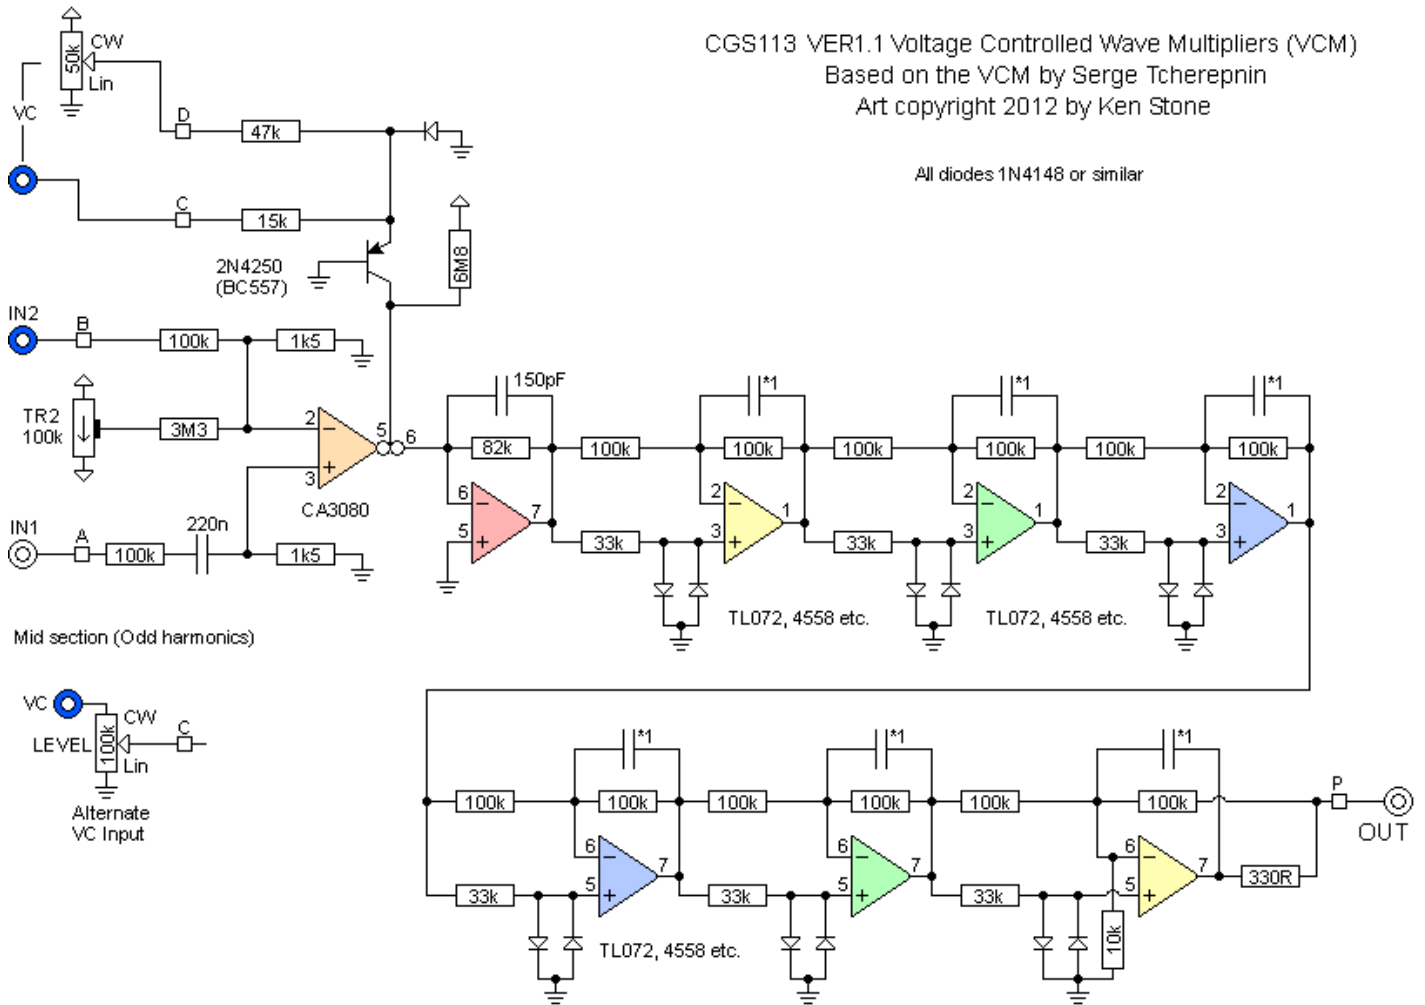 CGS113 VER1.1 Voltage Controlled Wave Multipliers (VCM)
Based on the VCM by Serge Tcherepnin
Art copyright 2012 by Ken Stone
All diodes 1N4148 or similar
50k
CW
Lin
VC
D
47k
C
15k
2N4250
(BC557)
6M8
IN2
B
100k
1k5
TR2
100k
3M3
2
3
5
6
CA3080
IN1
A
100k
220n
1k5
150pF
*1
*1
*1
82k
100k
100k
100k
100k
100k
100k
6
5
7
2
3
1
2
3
1
2
3
1
33k
33k
33k
TL072, 4558 etc.
TL072, 4558 etc.
Mid section (Odd harmonics)
VC
CW
LEVEL
100k
C
Lin
Alternate
VC Input
*1
*1
*1
100k
100k
100k
100k
100k
100k
P
OUT
6
5
7
6
5
7
6
5
7
330R
33k
33k
33k
10k
TL072, 4558 etc.